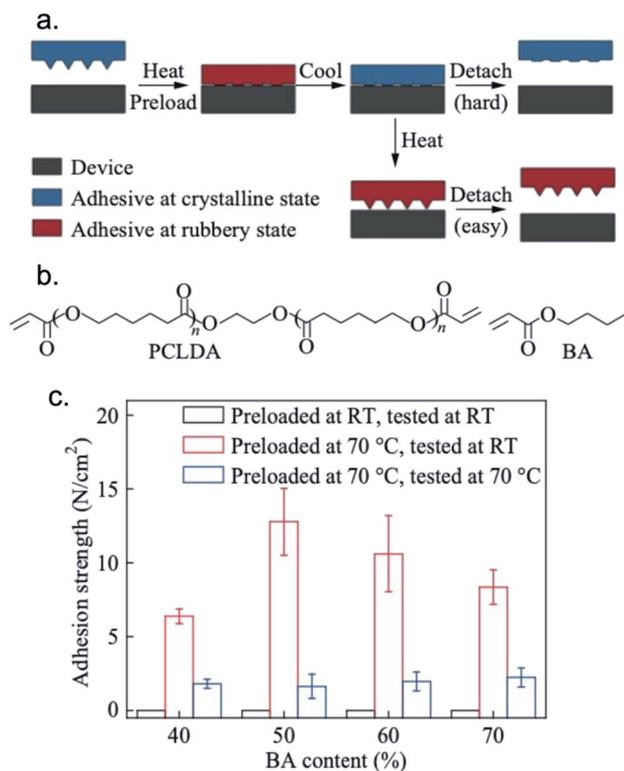 a.
Heat
Preload
Cool
Detach
(hard)
Heat
Device
Adhesive at crystalline state
Adhesive at rubbery state
Detach
(easy)
b.
O
O
O
n
O
O
O
O
n
O
PCLDA
O
O
BA
c.
20
15
10
5
0
Adhesion strength (N/cm²)
Preloaded at RT, tested at RT
Preloaded at 70 °C, tested at RT
Preloaded at 70 °C, tested at 70 °C
40 50 60 70
BA content (%)